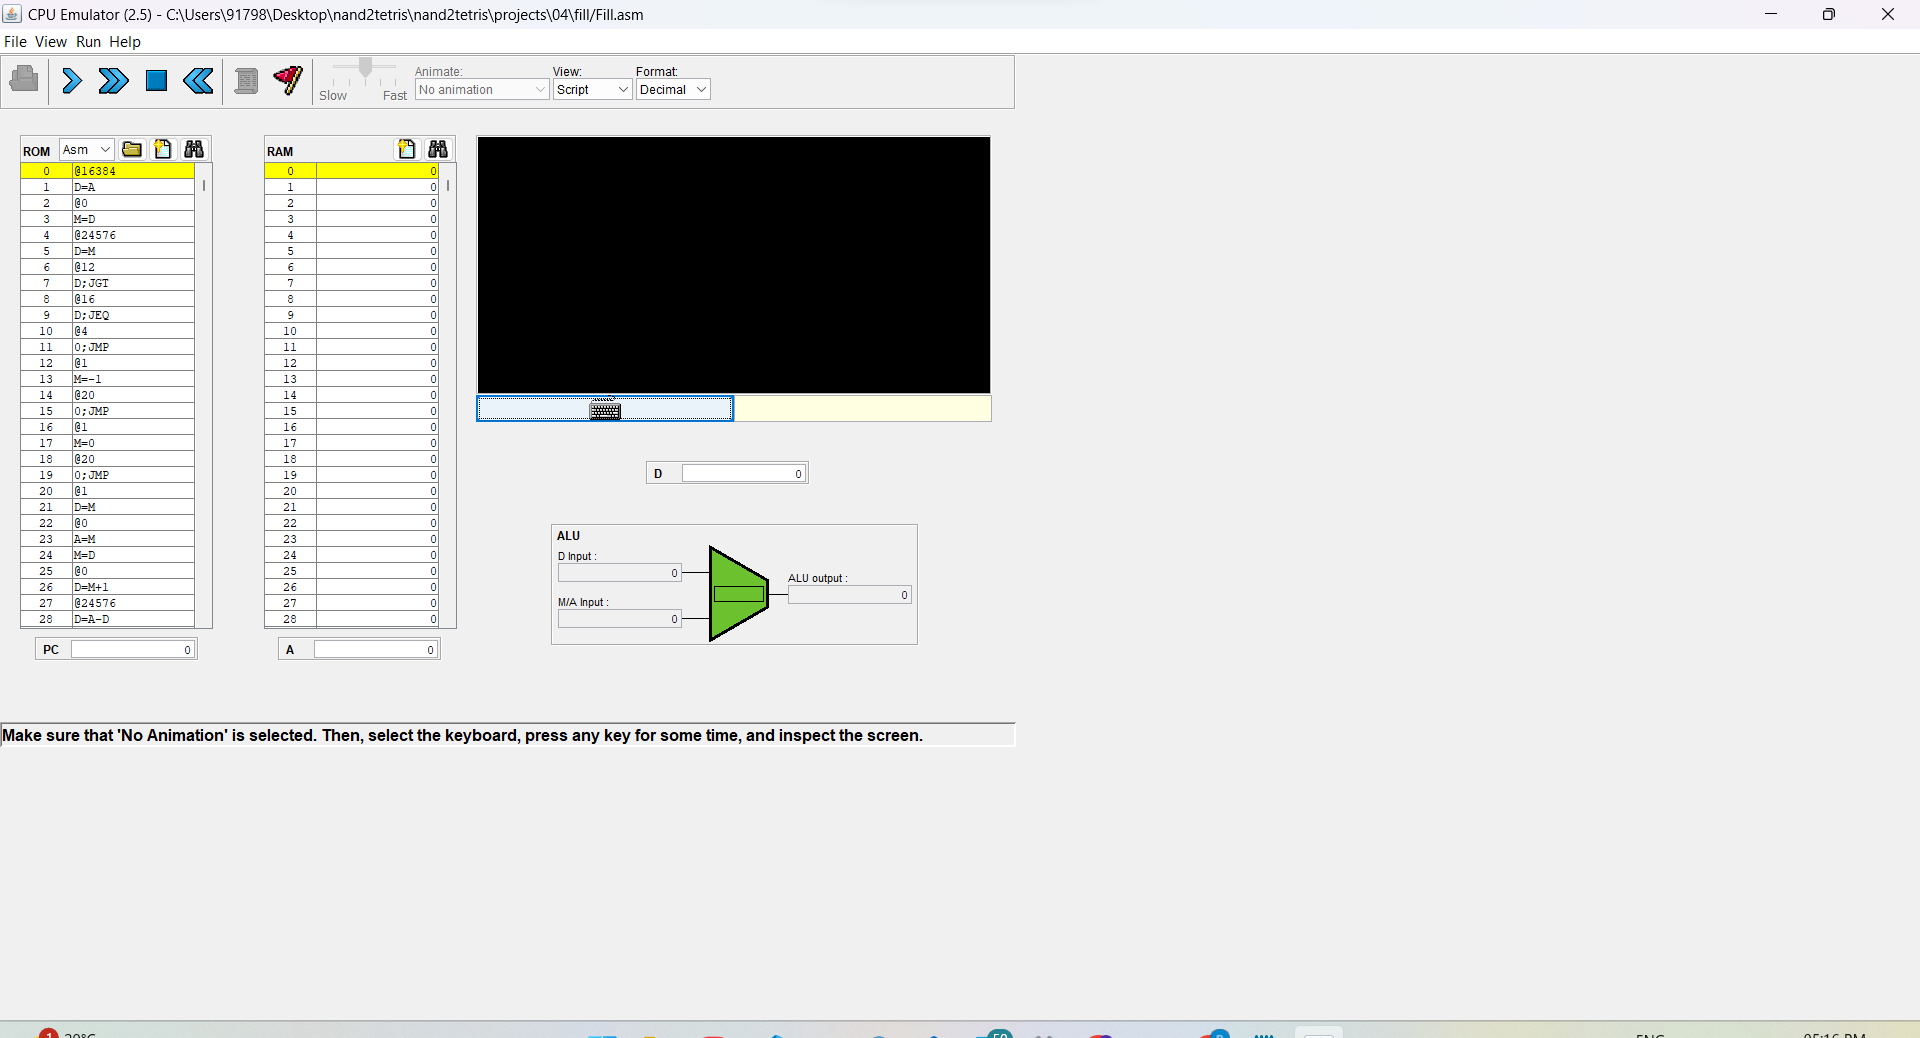 CPU Emulator (2.5) - C:\Users\91798\Desktop\nand2tetris\nand2tetris\projects\04\fill/Fill.asm
File View Run Help
Animate: View: Format:
Slow Fast No animation Script Decimal
ROM Asm
0 @16384
1 D=A
2 @0
3 M=D
4 @24576
5 D=M
6 @12
7 D;JGT
8 @16
9 D;JEQ
10 @4
11 0;JMP
12 @1
13 M=-1
14 @20
15 0;JMP
16 @1
17 M=0
18 @20
19 0;JMP
20 @1
21 D=M
22 @0
23 A=M
24 M=D
25 @0
26 D=M+1
27 @24576
28 D=A-D
PC 0
RAM
0 0
1 0
2 0
3 0
4 0
5 0
6 0
7 0
8 0
9 0
10 0
11 0
12 0
13 0
14 0
15 0
16 0
17 0
18 0
19 0
20 0
21 0
22 0
23 0
24 0
25 0
26 0
27 0
28 0
A 0
D 0
ALU
D Input :
0
M/A Input :
0
ALU output :
0
Make sure that 'No Animation' is selected. Then, select the keyboard, press any key for some time, and inspect the screen.
1
ENG
05:16 PM